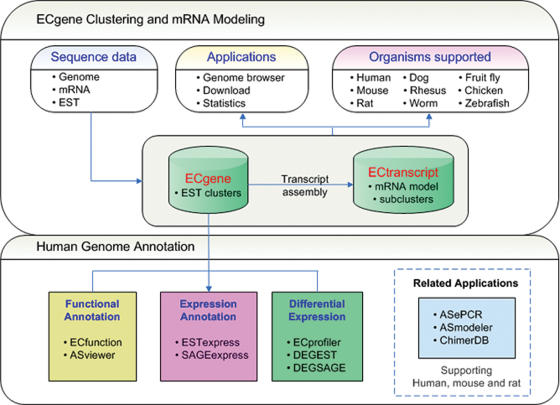 ECgene Clustering and mRNA Modeling
Sequence data
• Genome
• mRNA
• EST
Applications
• Genome browser
• Download
• Statistics
Organisms supported
• Human • Dog • Fruit fly
• Mouse • Rhesus • Chicken
• Rat • Worm • Zebrafish
ECgene
• EST clusters
Transcript
assembly
ECtranscript
• mRNA model
• subclusters
Human Genome Annotation
Functional
Annotation
• ECfunction
• ASviewer
Expression
Annotation
• ESTexpress
• SAGEexpress
Differential
Expression
• ECprofiler
• DEGEST
• DEGSAGE
Related Applications
• ASePCR
• ASmodeler
• ChimerDB
Supporting
Human, mouse and rat